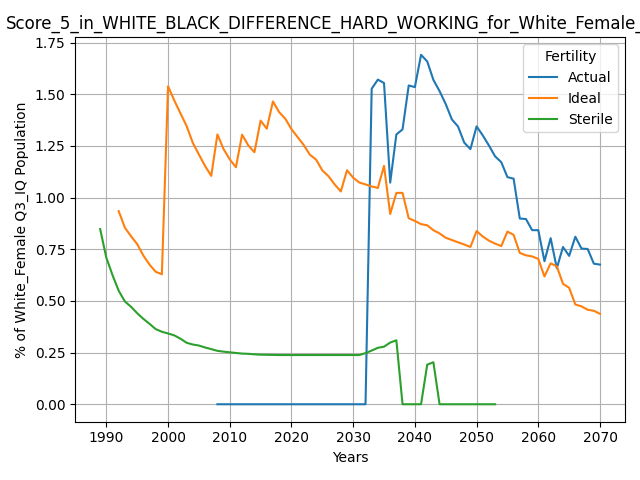 Score_5_in_WHITE_BLACK_DIFFERENCE_HARD_WORKING_for_White_Female_
Fertility
Actual
Ideal
Sterile
% of White_Female Q3_IQ Population
1.75
1.50
1.25
1.00
0.75
0.50
0.25
0.00
1990 2000 2010 2020 2030 2040 2050 2060 2070
Years